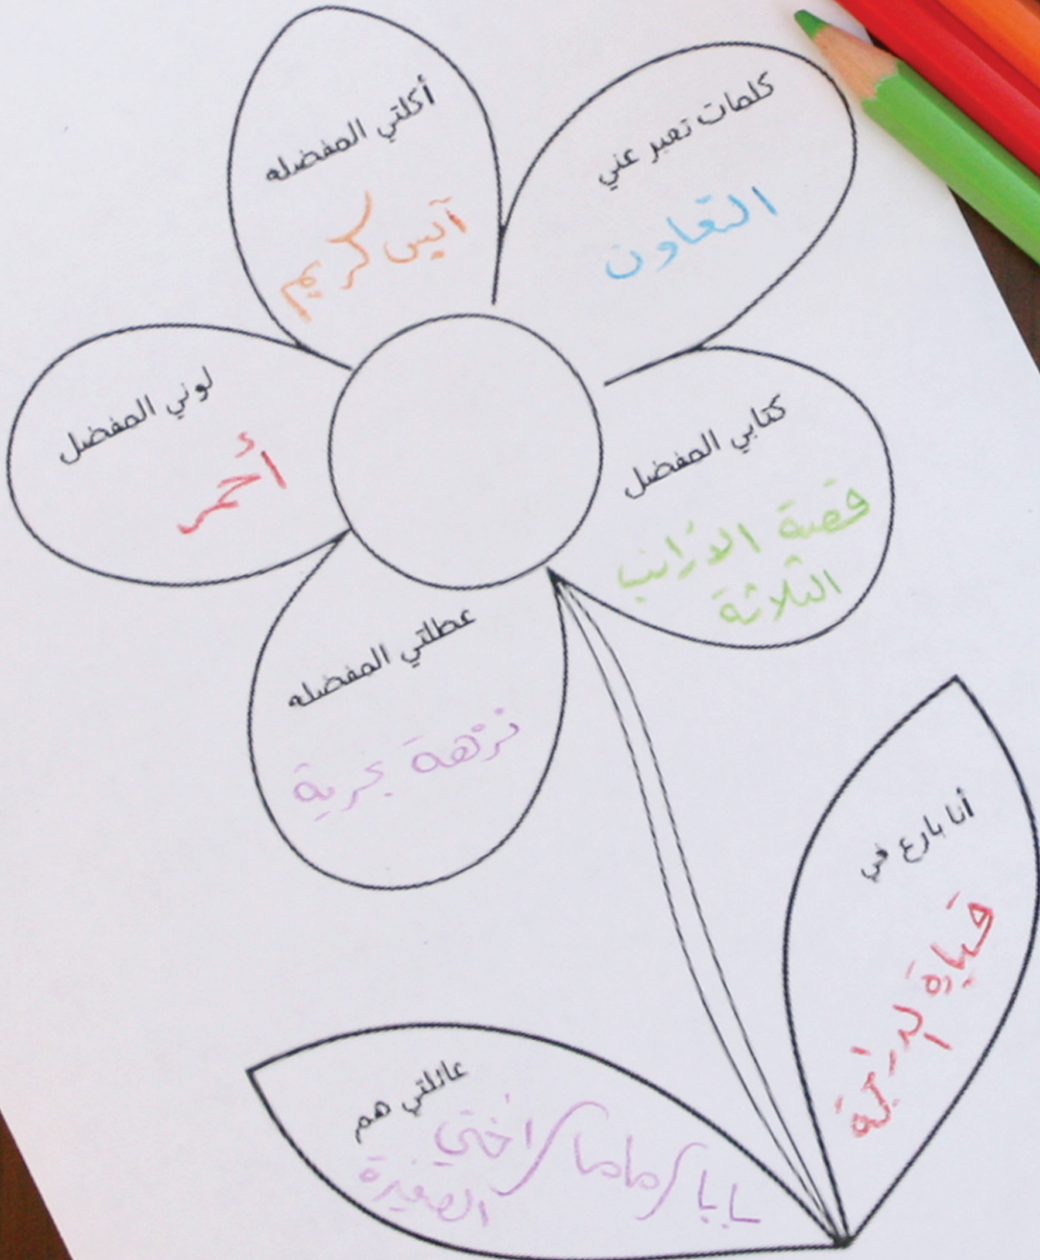 أكلتي المفضله
آيس كريم
كلمات تعبر عني
التعاون
لوني المفضل
أحمر
كتابي المفضل
قصة الأرانب
الثلاثة
عطلتي المفضله
نزهة بحرية
أنا بارع في
قيادة الدراجة
عائلتي هم
بابا / ماما / اختي
الصغيرة